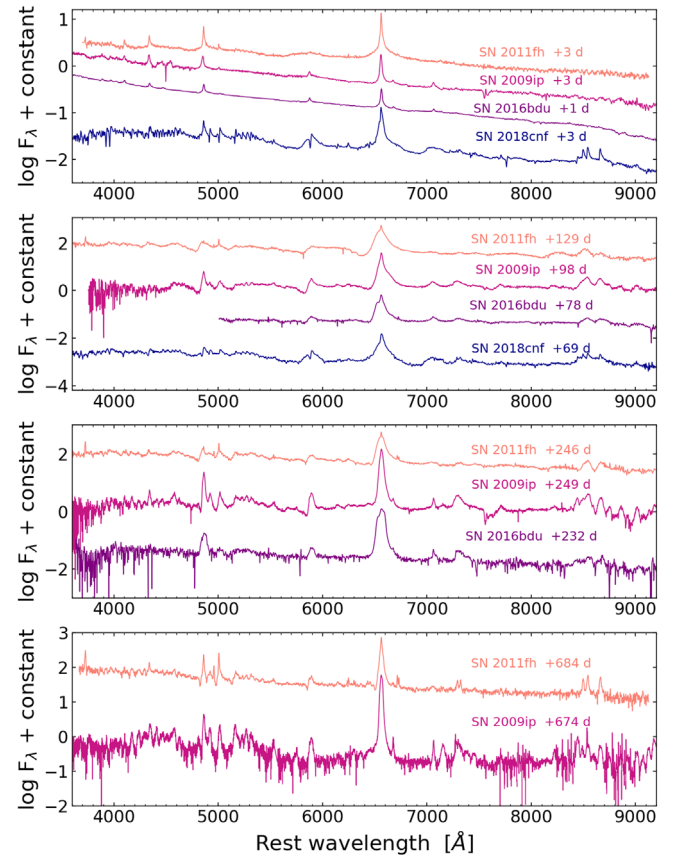 log Fλ + constant
1
0
−1
−2
SN 2011fh +3 d
SN 2009ip +3 d
SN 2016bdu +1 d
SN 2018cnf +3 d
4000 5000 6000 7000 8000 9000
log Fλ + constant
2
0
−2
−4
SN 2011fh +129 d
SN 2009ip +98 d
SN 2016bdu +78 d
SN 2018cnf +69 d
4000 5000 6000 7000 8000 9000
log Fλ + constant
2
0
−2
SN 2011fh +246 d
SN 2009ip +249 d
SN 2016bdu +232 d
4000 5000 6000 7000 8000 9000
log Fλ + constant
3
2
1
0
−1
−2
SN 2011fh +684 d
SN 2009ip +674 d
4000 5000 6000 7000 8000 9000
Rest wavelength [Å]